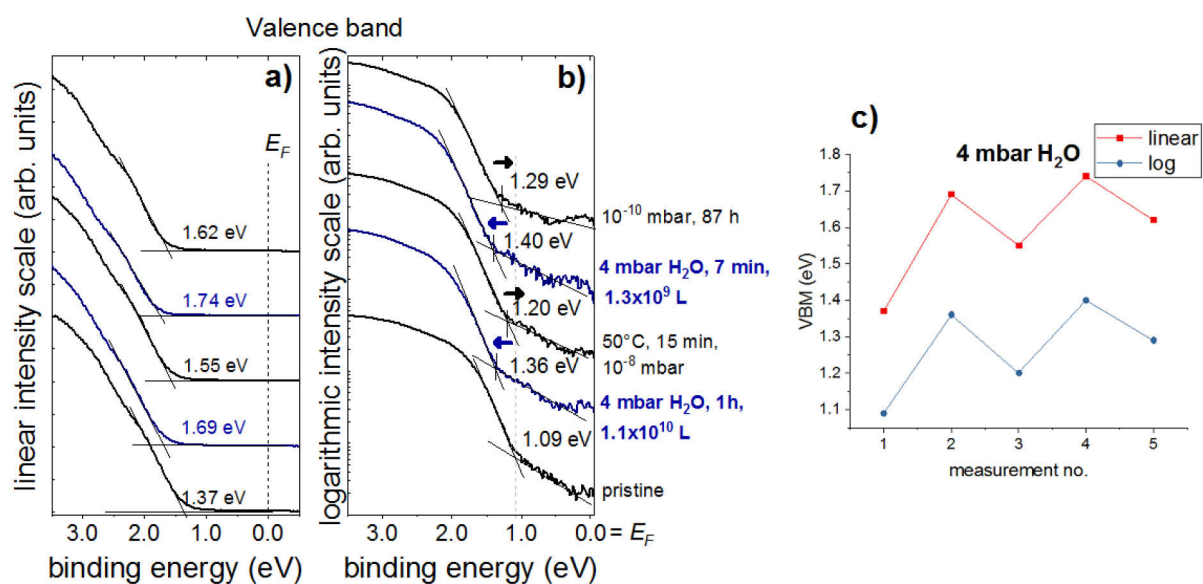 Valence band
a)
linear intensity scale (arb. units)
E_F
1.62 eV
1.74 eV
1.55 eV
1.69 eV
1.37 eV
3.0 2.0 1.0 0.0
binding energy (eV)
b)
logarithmic intensity scale (arb. units)
1.29 eV
10⁻¹⁰ mbar, 87 h
1.40 eV
4 mbar H₂O, 7 min,
1.3x10⁹ L
1.20 eV
50°C, 15 min,
10⁻⁸ mbar
1.36 eV
4 mbar H₂O, 1h,
1.1x10¹⁰ L
1.09 eV
pristine
3.0 2.0 1.0 0.0 = E_F
binding energy (eV)
c)
linear
log
4 mbar H₂O
VBM (eV)
1.8
1.7
1.6
1.5
1.4
1.3
1.2
1.1
1 2 3 4 5
measurement no.